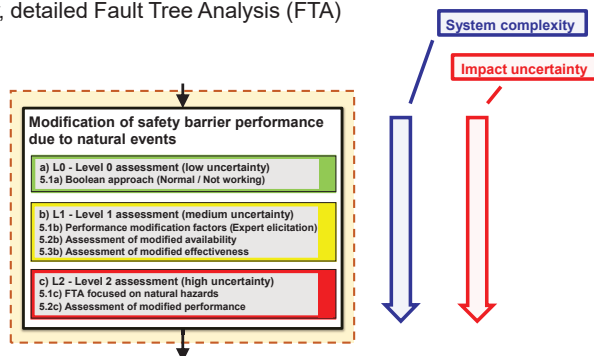 , detailed Fault Tree Analysis (FTA)
System complexity
Impact uncertainty
Modification of safety barrier performance
due to natural events
a) L0 - Level 0 assessment (low uncertainty)
5.1a) Boolean approach (Normal / Not working)
b) L1 - Level 1 assessment (medium uncertainty)
5.1b) Performance modification factors (Expert elicitation)
5.2b) Assessment of modified availability
5.3b) Assessment of modified effectiveness
c) L2 - Level 2 assessment (high uncertainty)
5.1c) FTA focused on natural hazards
5.2c) Assessment of modified performance